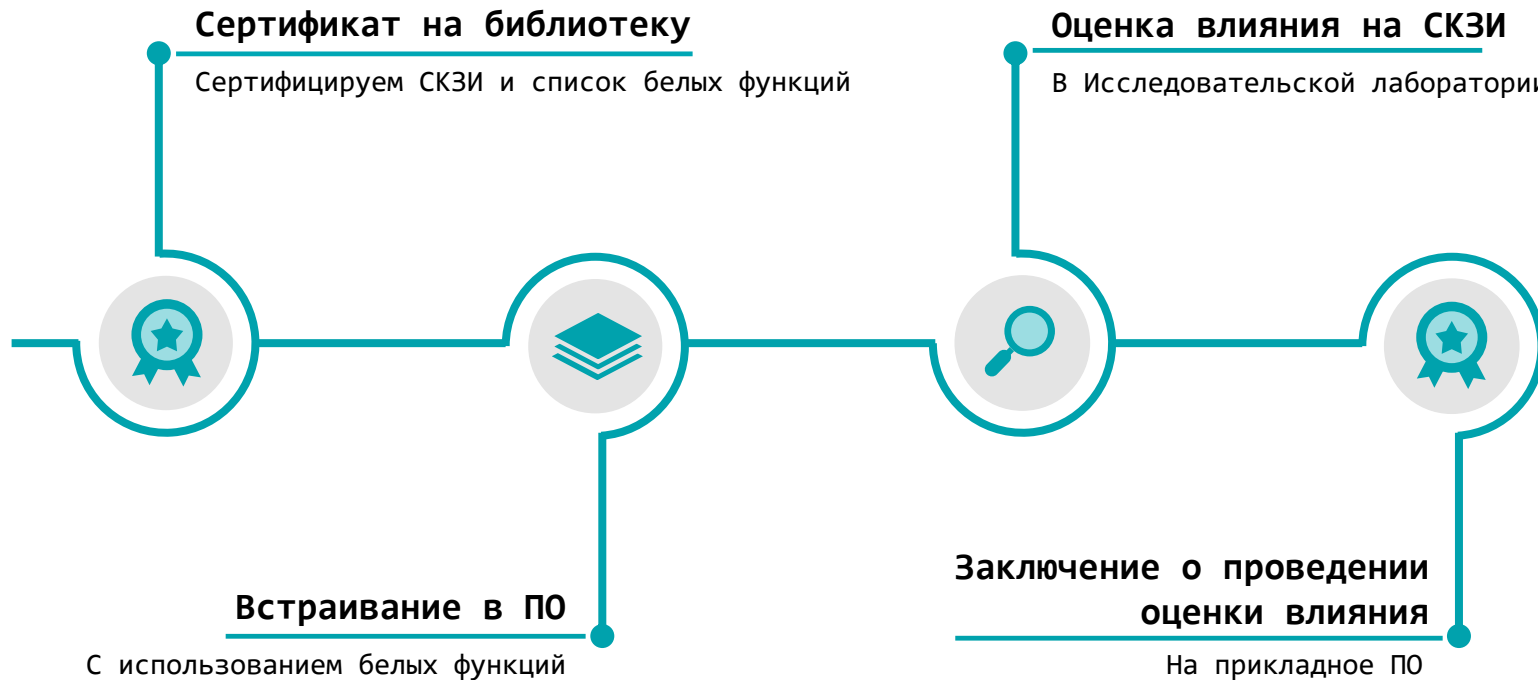 Сертификат на библиотеку
Сертифицируем СКЗИ и список белых функций
Встраивание в ПО
С использованием белых функций
Оценка влияния на СКЗИ
В Исследовательской лаборатории
Заключение о проведении
оценки влияния
На прикладное ПО